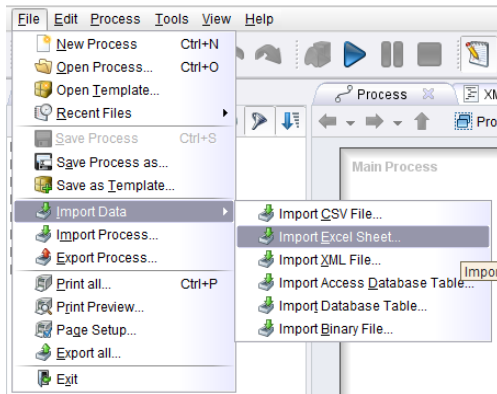 File Edit Process Tools View Help
New Process Ctrl+N
Open Process... Ctrl+O
Open Template...
Recent Files
Save Process Ctrl+S
Save Process as...
Save as Template...
Import Data
Import Process...
Export Process...
Print all... Ctrl+P
Print Preview...
Page Setup...
Export all...
Exit
Process
XM
Pro
Main Process
Import CSV File...
Import Excel Sheet...
Import XML File...
Import Access Database Table...
Import Database Table...
Import Binary File...
Impor